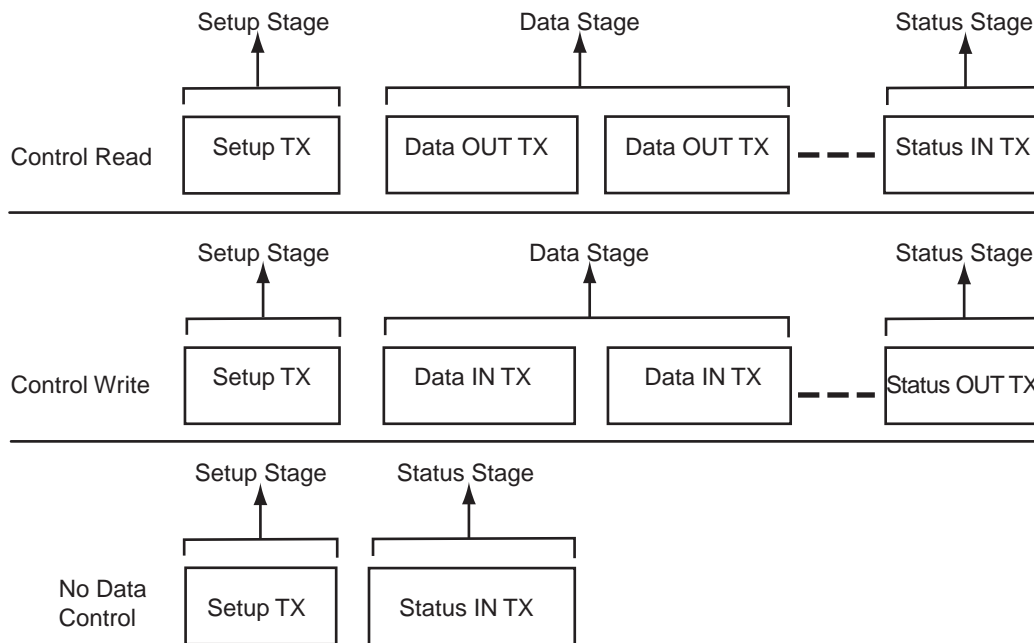 Setup Stage Data Stage Status Stage
Control Read Setup TX Data OUT TX Data OUT TX Status IN TX
Setup Stage Data Stage Status Stage
Control Write Setup TX Data IN TX Data IN TX Status OUT TX
Setup Stage Status Stage
No Data
Control Setup TX Status IN TX